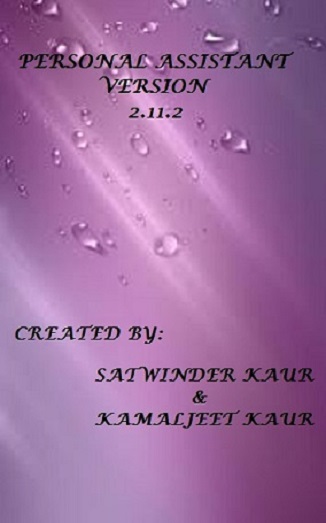 PERSONAL ASSISTANT
VERSION
2.11.2
CREATED BY:
SATWINDER KAUR
&
KAMALJEET KAUR